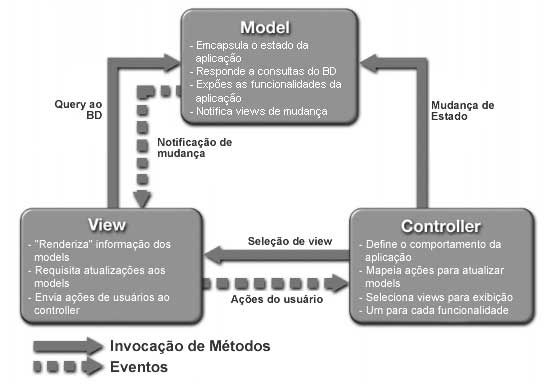 Model
- Emcapsula o estado da
aplicação
- Responde a consultas do BD
- Expões as funcionalidades da
aplicação
- Notifica views de mudança
Query ao
BD
Notificação de
mudança
Mudança de
Estado
View
- "Renderiza" informação dos
models
- Requisita atualizações aos
models
- Envia ações de usuários ao
controller
Seleção de view
Ações do usuário
Controller
- Define o comportamento da
aplicação
- Mapeia ações para atualizar
models
- Seleciona views para exibição
- Um para cada funcionalidade
Invocação de Métodos
Eventos